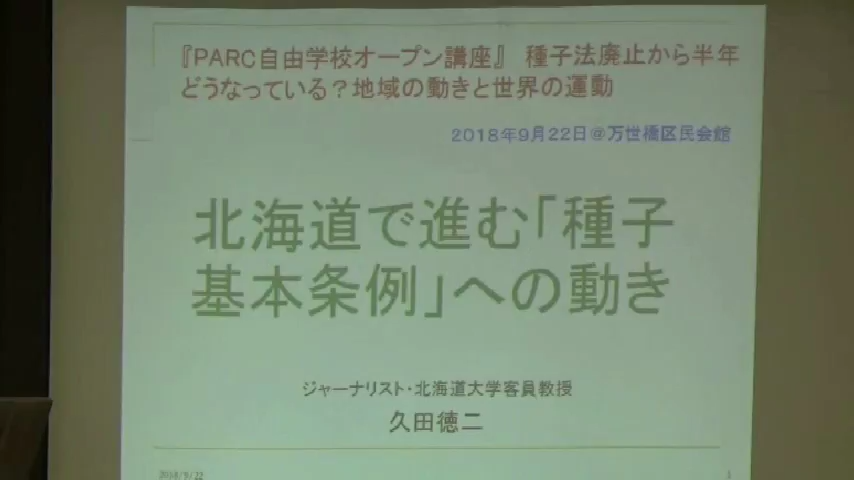 『PARC自由学校オープン講座』 種子法廃止から半年
どうなっている？地域の動きと世界の運動
2018年9月22日＠万世橋区民会館
北海道で進む「種子
基本条例」への動き
ジャーナリスト・北海道大学客員教授
久田徳二
2018/9/22
1